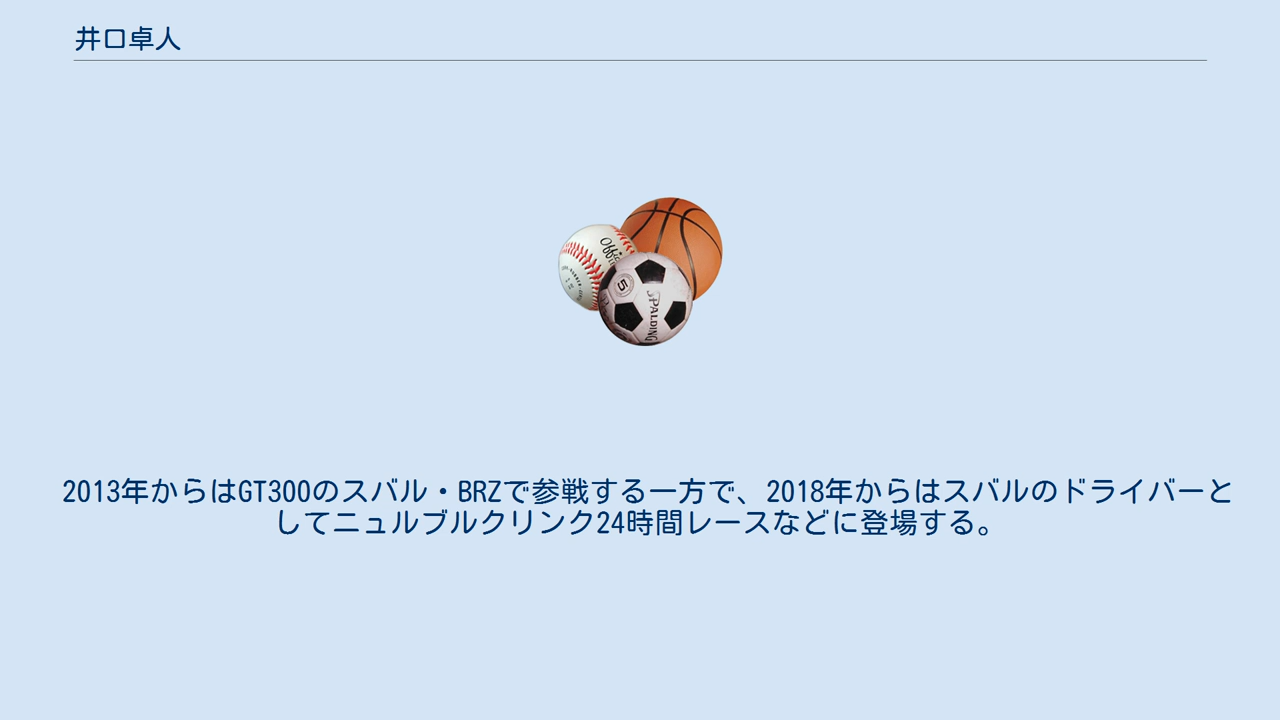 井口卓人
Offici
5
SPALDING
2013年からはGT300のスバル・BRZで参戦する一方で、2018年からはスバルのドライバーと
してニュルブルクリンク24時間レースなどに登場する。